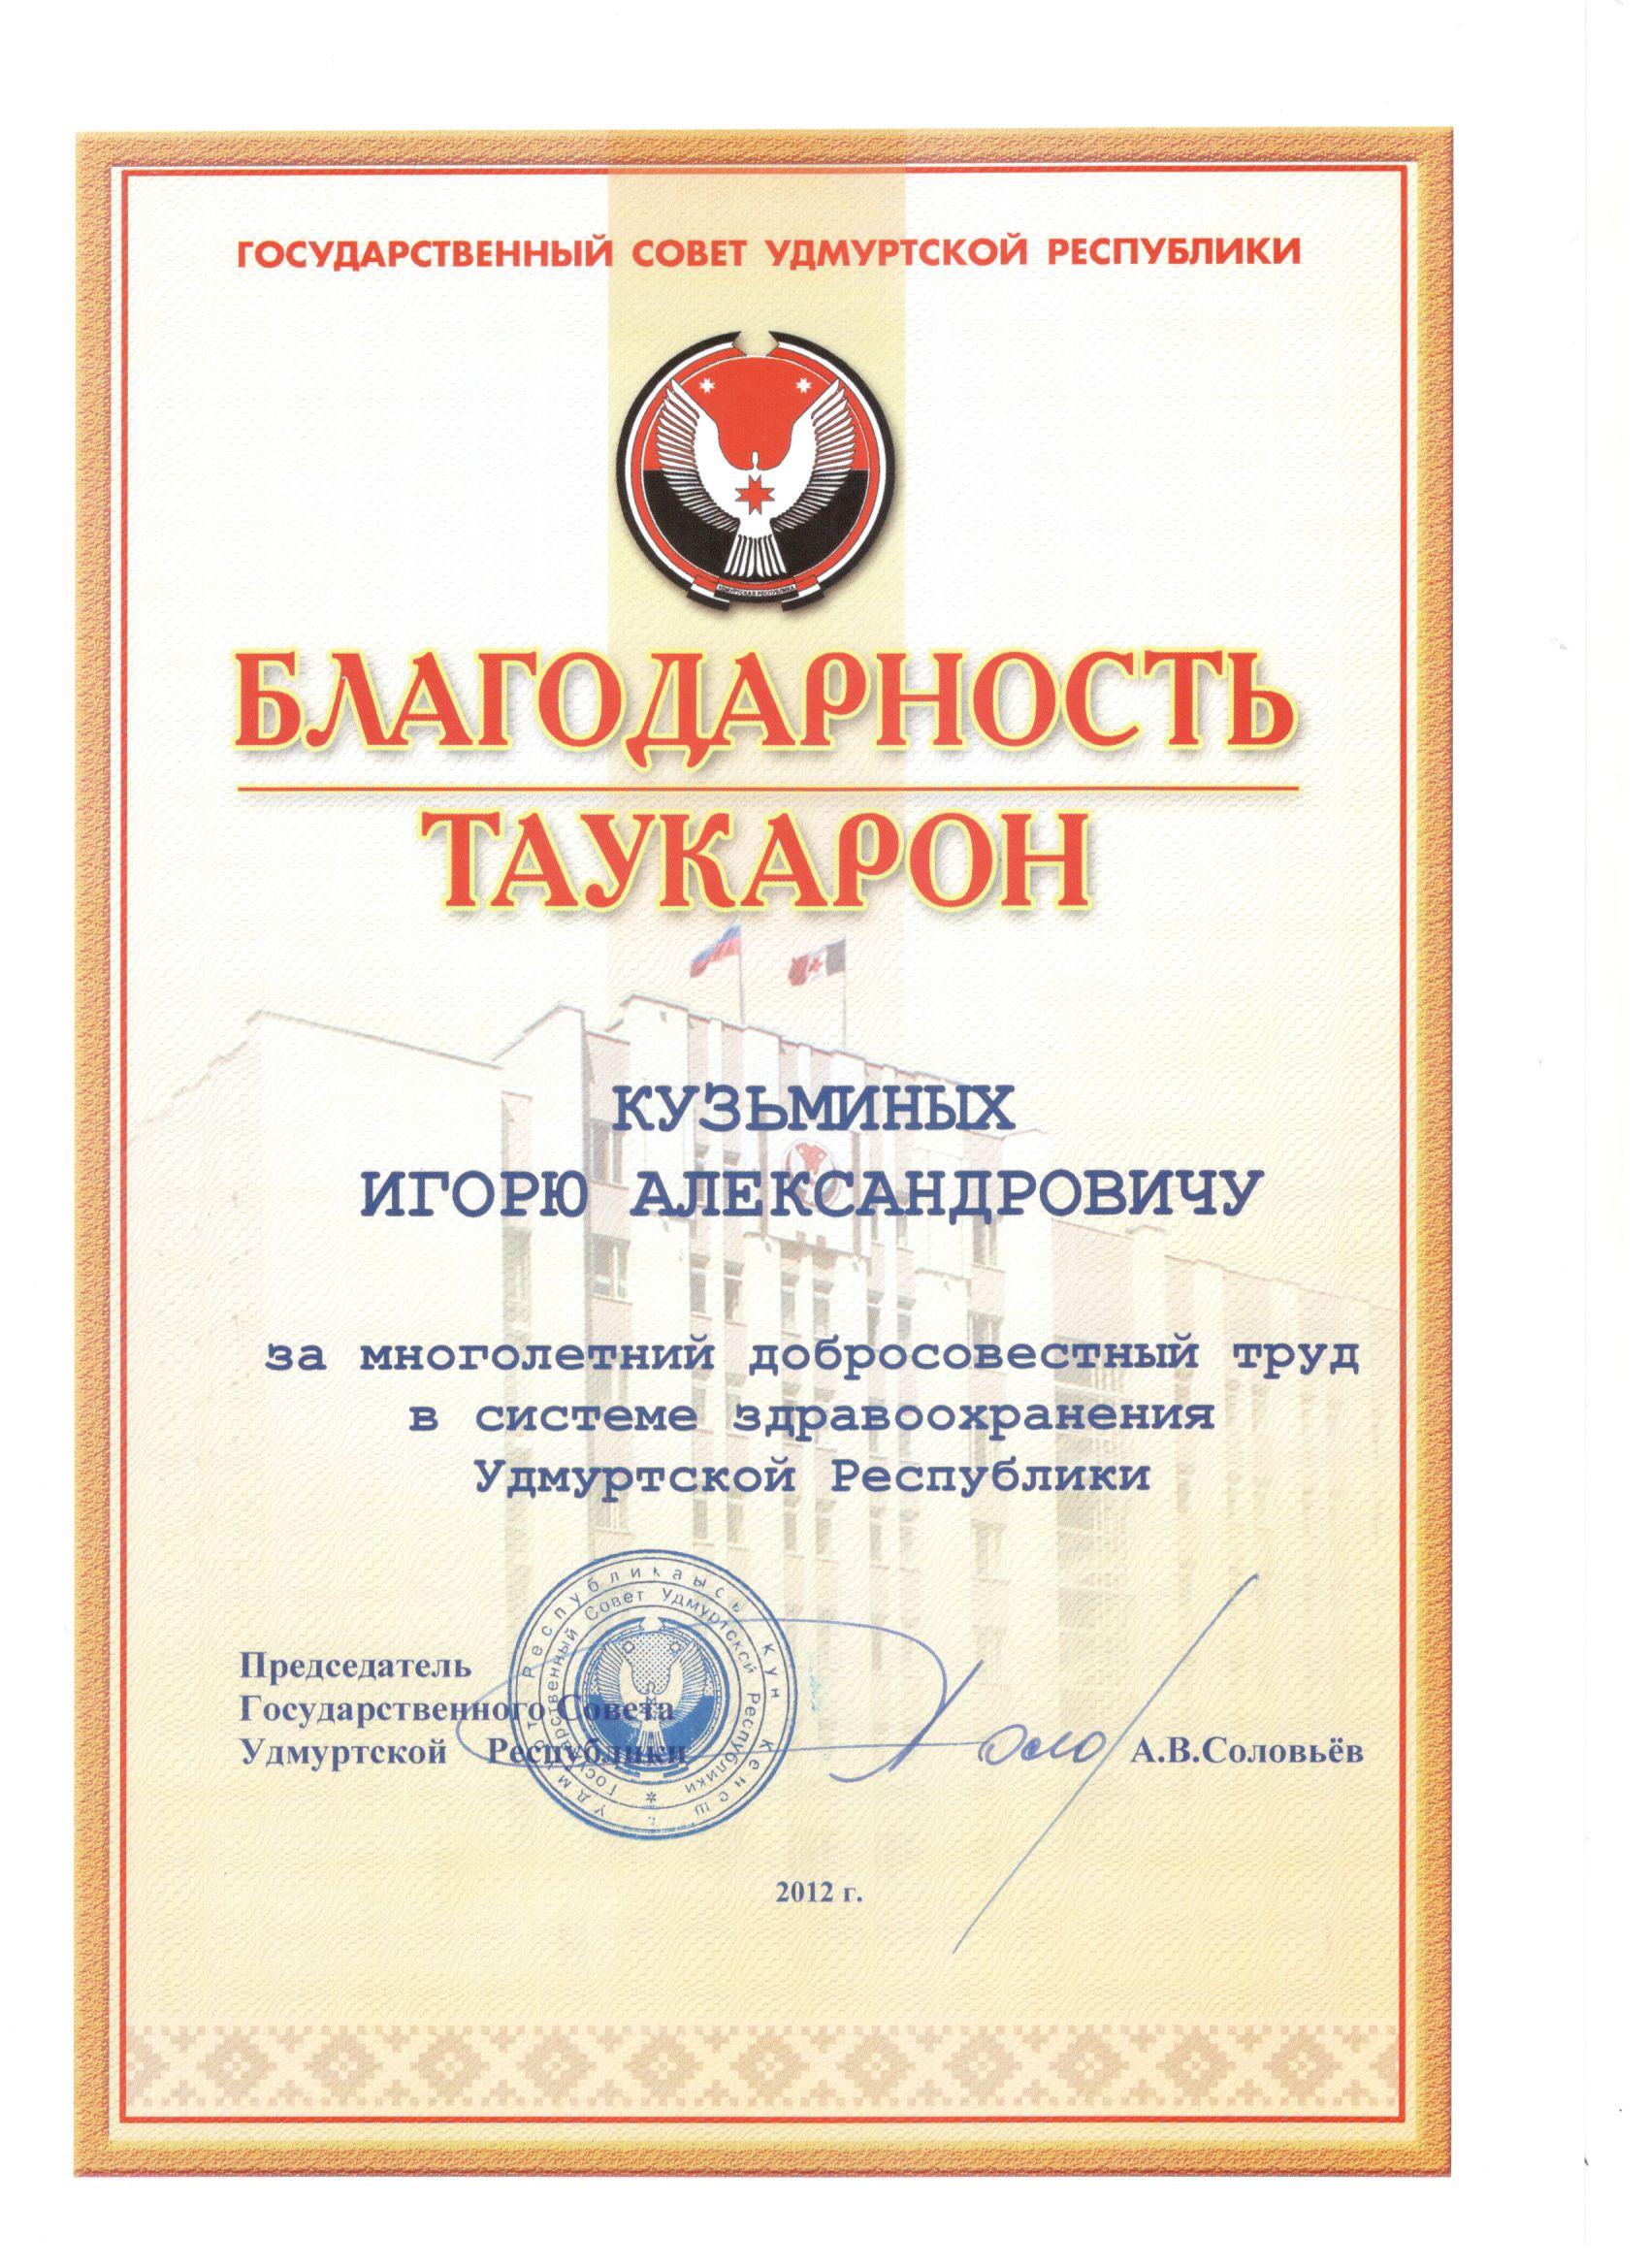 ГОСУДАРСТВЕННЫЙ СОВЕТ УДМУРТСКОЙ РЕСПУБЛИКИ
УДМУРТСКАЯ РЕСПУБЛИКА
БЛАГОДАРНОСТЬ
ТАУКАРОН
КУЗЬМИНЫХ
ИГОРЮ АЛЕКСАНДРОВИЧУ
за многолетний добросовестный труд
в системе здравоохранения
Удмуртской Республики
Удмурт Республикаысь Кун Кенеш
Государственный Совет Удмуртской Республики
Председатель
Государственного Совета
Удмуртской Республики
А.В.Соловьёв
2012 г.